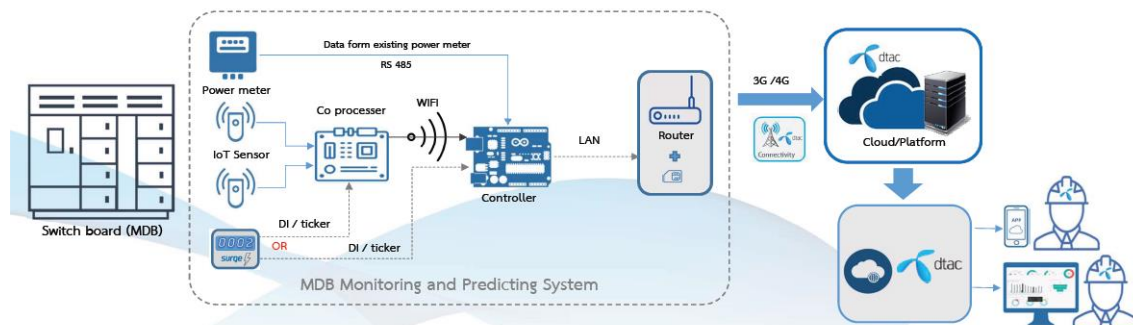 Data form existing power meter
RS 485
Power meter
Co processer
WIFI
IoT Sensor
LAN
Controller
DI / ticker
OR
DI / ticker
0002
surge
Switch board (MDB)
MDB Monitoring and Predicting System
Router
3G /4G
dtac
Connectivity
dtac
Cloud/Platform
dtac
APP